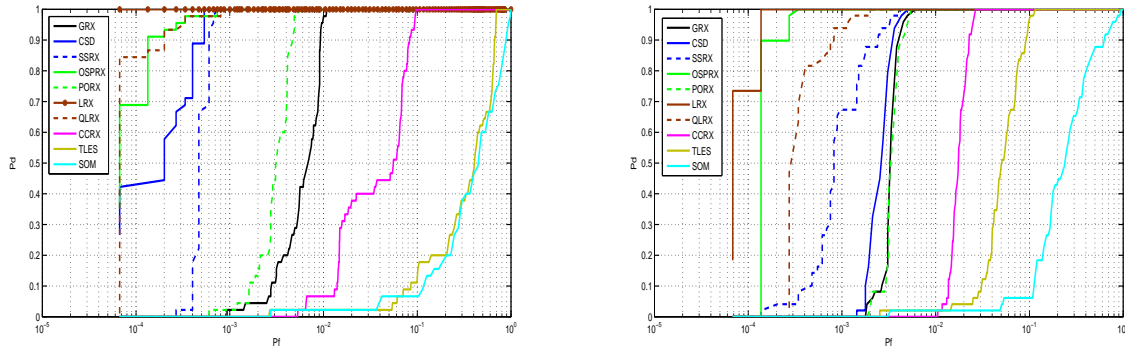 1
0.9
0.8
0.7
0.6
0.5
0.4
0.3
0.2
0.1
0
Pd
GRX
CSD
SSRX
OSPRX
PORX
LRX
QLRX
CCRX
TLES
SOM
10^-5 10^-4 10^-3 10^-2 10^-1 10^0
Pf
1
0.9
0.8
0.7
0.6
0.5
0.4
0.3
0.2
0.1
0
Pd
GRX
CSD
SSRX
OSPRX
PORX
LRX
QLRX
CCRX
TLES
SOM
10^-5 10^-4 10^-3 10^-2 10^-1 10^0
Pf